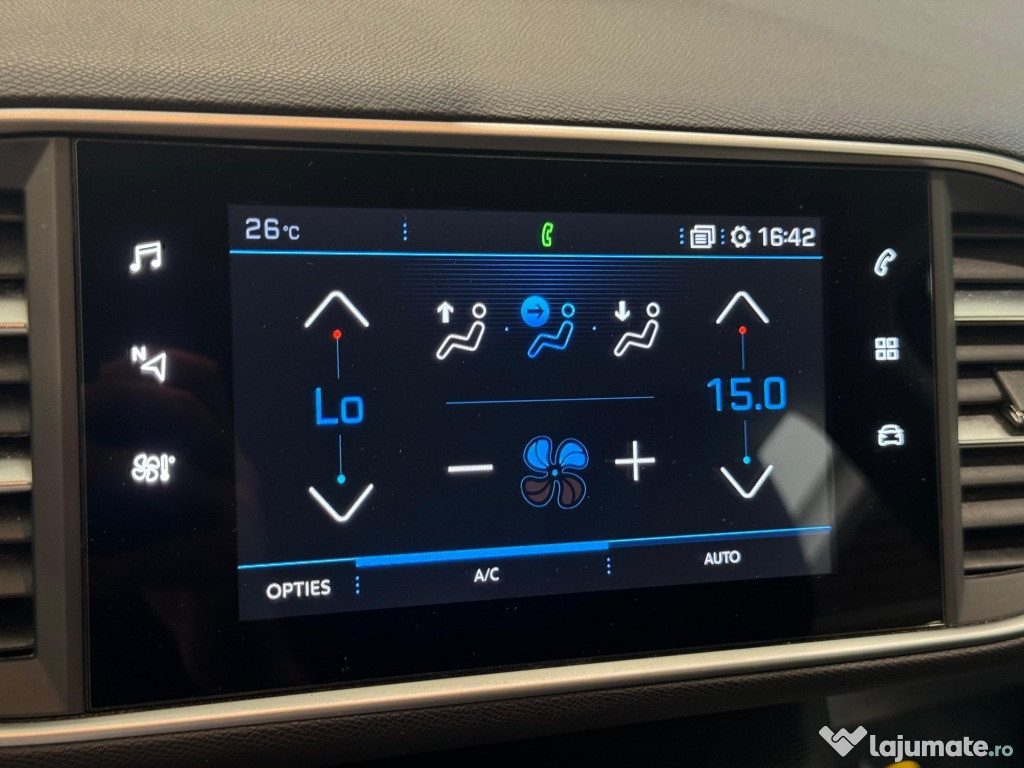 26°C
16:42
N
Lo
15.0
OPTIES
A/C
AUTO
lajumate.ro